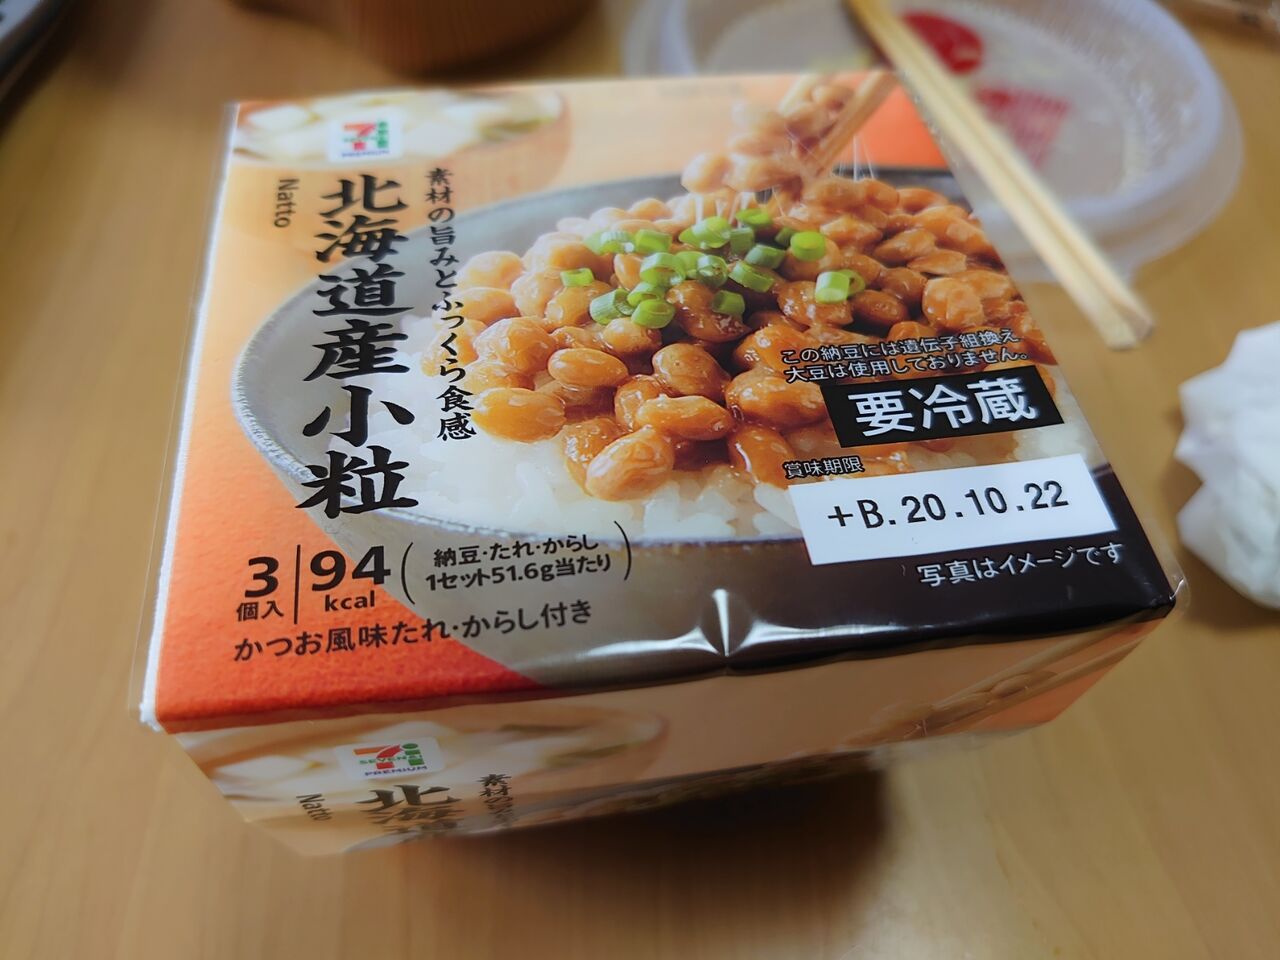 7
PREMIUM
Natto
北海道産小粒
素材の旨みとふっくら食感
この納豆には遺伝子組換え
大豆は使用しておりません。
要冷蔵
賞味期限
+B.20.10.22
写真はイメージです
3
個入
94
kcal
(納豆・たれ・からし
1セット51.6g当たり)
かつお風味たれ・からし付き
SEVEN&i
PREMIUM
Natto
北海道
素材の旨